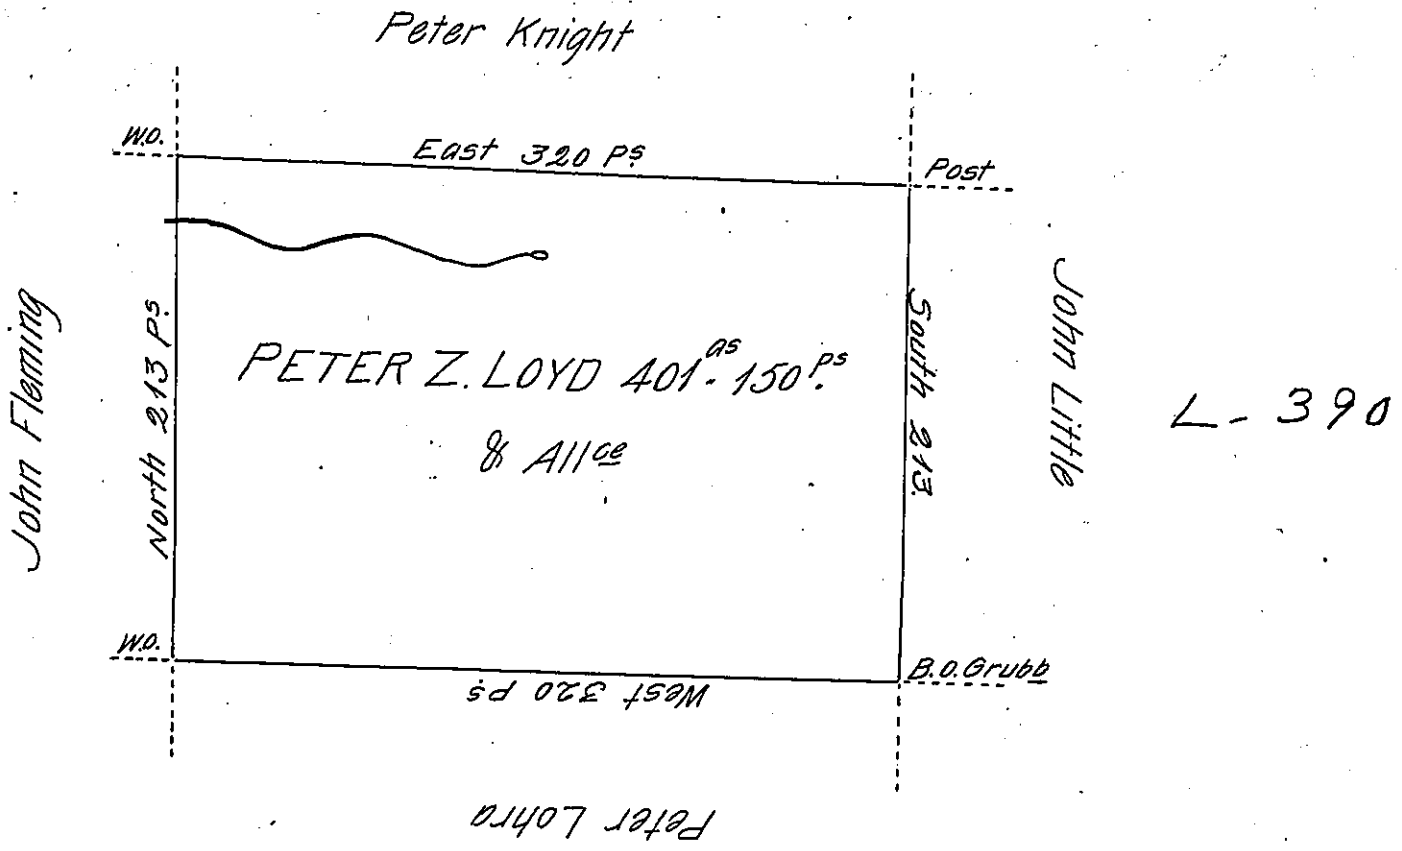 Peter Knight
W.O.
East 320 Ps
Post
John Fleming
North 213 Ps.
PETER Z. LOYD 401as. 150Ps.
& Allce
South 213.
John Little
L- 390
W.O.
B.O. Grubb
West 320 Ps
Peter Lohra